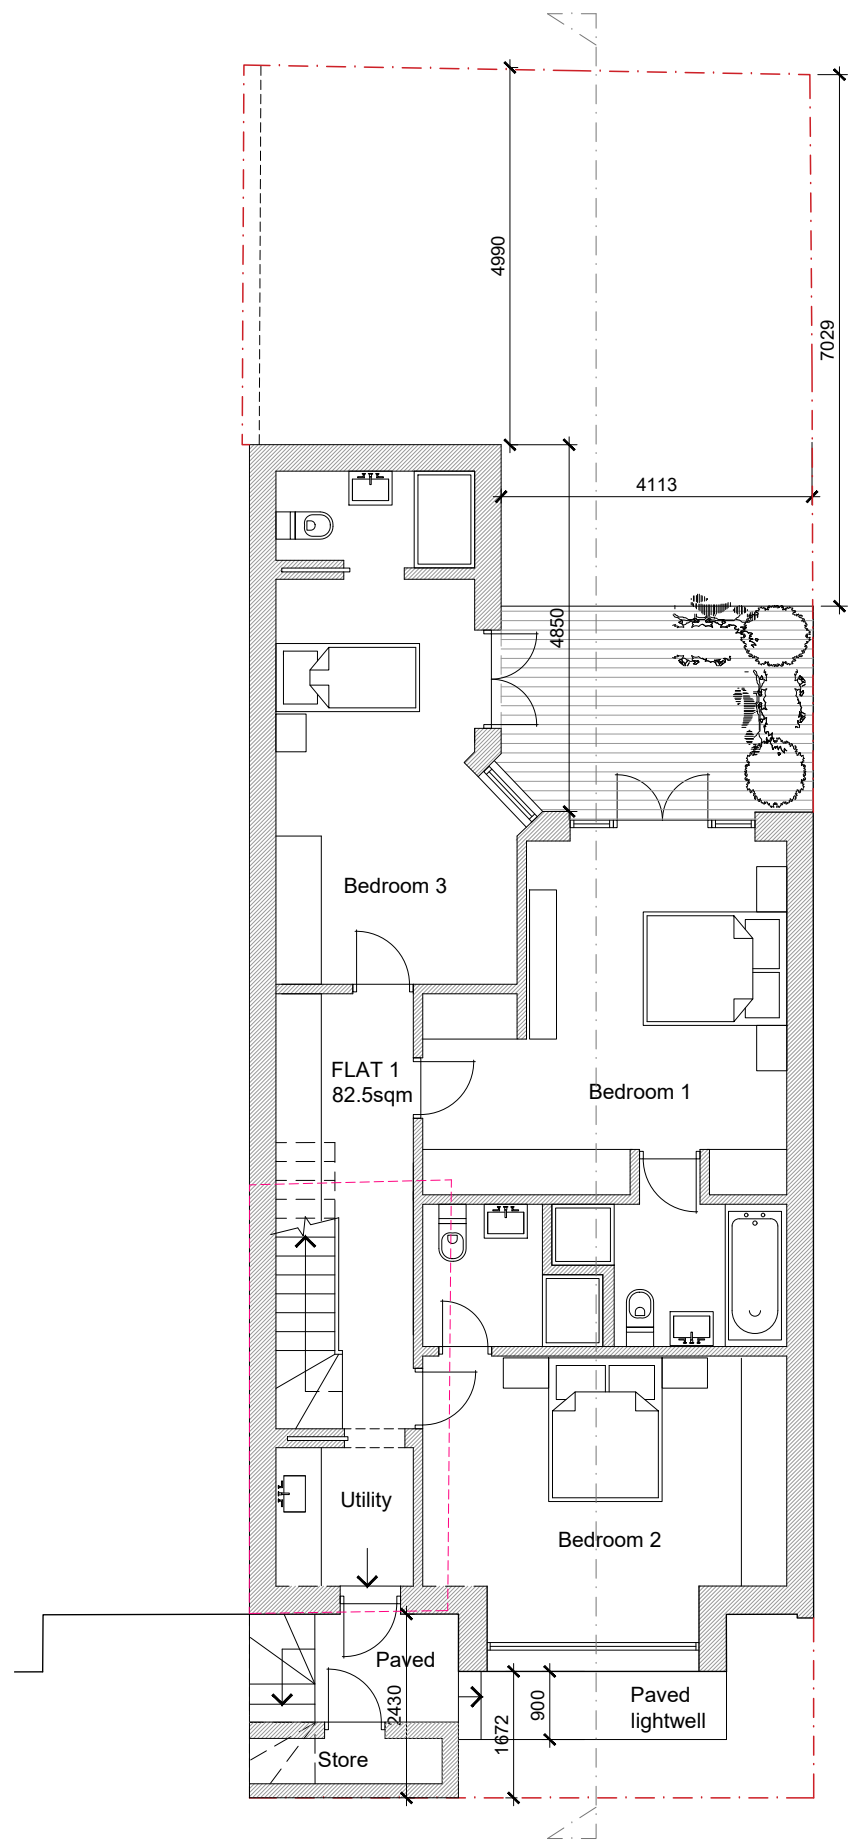 4990
7029
4113
4850
Bedroom 3
FLAT 1
82.5sqm
Bedroom 1
Utility
Bedroom 2
Paved
2430
1672
900
Paved
lightwell
Store